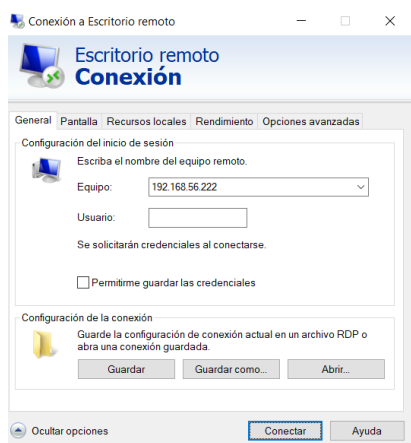 Conexión a Escritorio remoto
Escritorio remoto
Conexión
General Pantalla Recursos locales Rendimiento Opciones avanzadas
Configuración del inicio de sesión
Escriba el nombre del equipo remoto.
Equipo: 192.168.56.222
Usuario:
Se solicitarán credenciales al conectarse.
Permitirme guardar las credenciales
Configuración de la conexión
Guarde la configuración de conexión actual en un archivo RDP o
abra una conexión guardada.
Guardar Guardar como... Abrir...
Ocultar opciones Conectar Ayuda